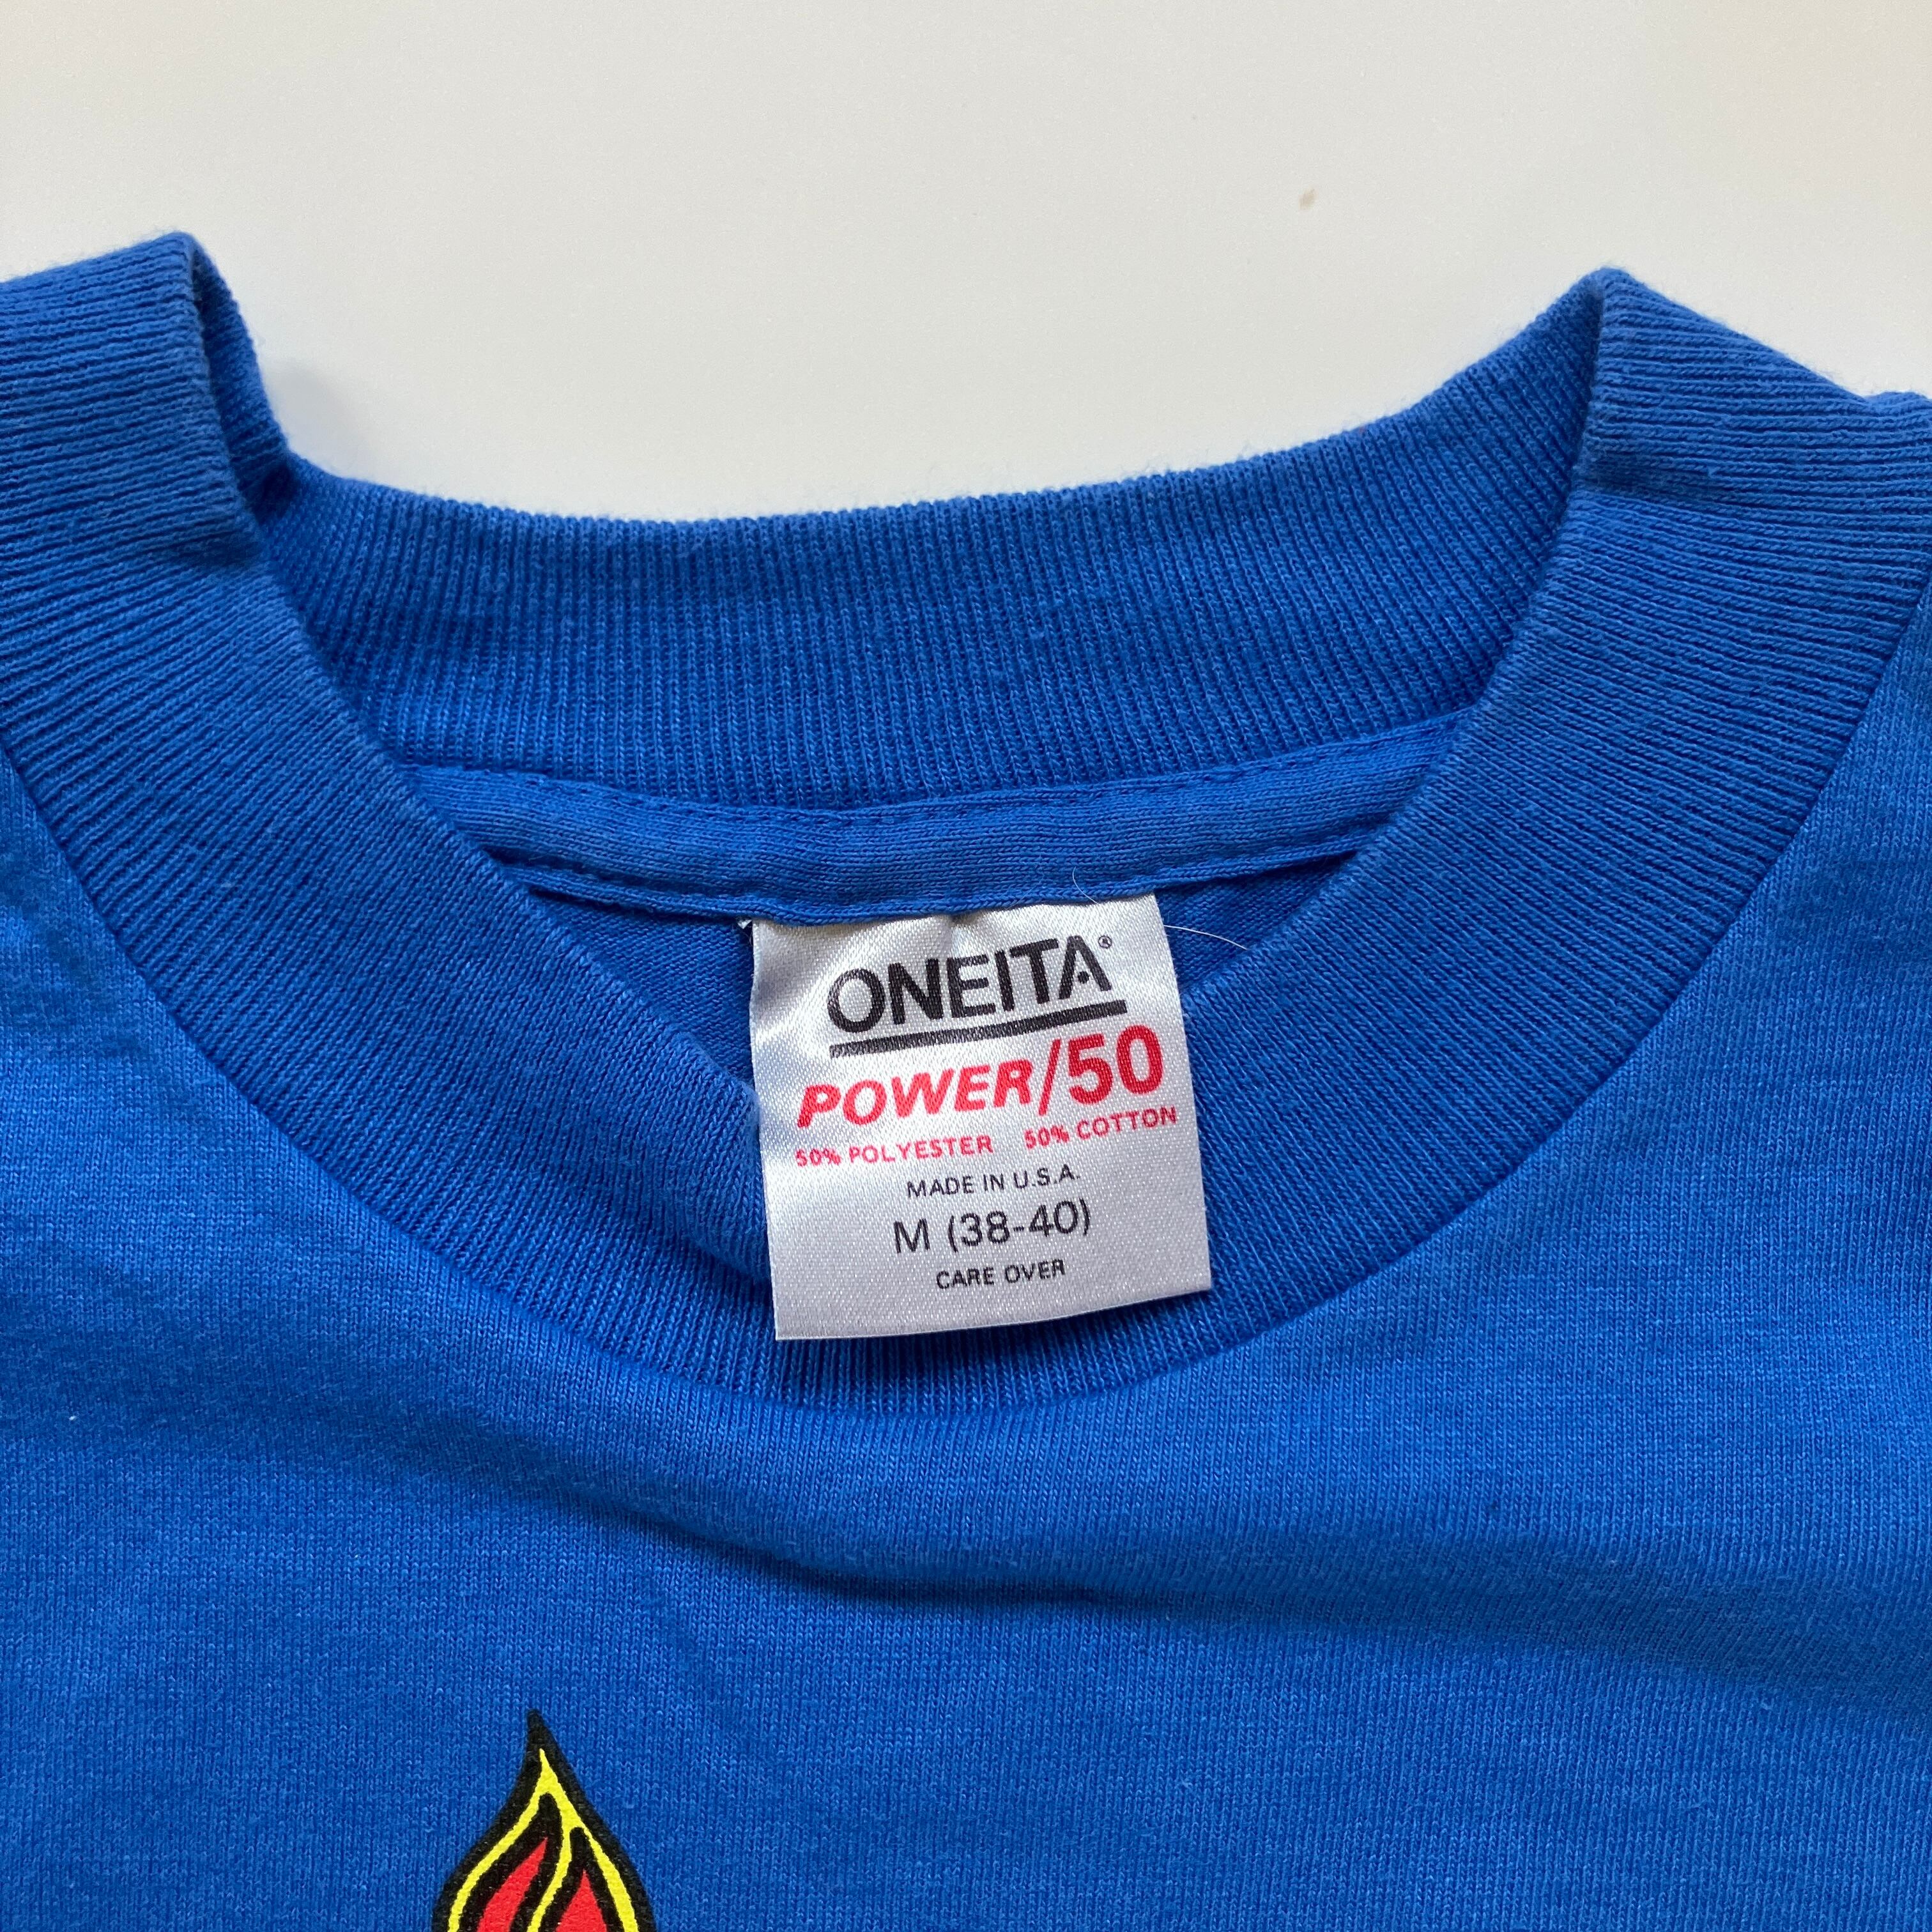 ONEITA®
POWER/50
50% POLYESTER 50% COTTON
MADE IN U.S.A.
M (38-40)
CARE OVER